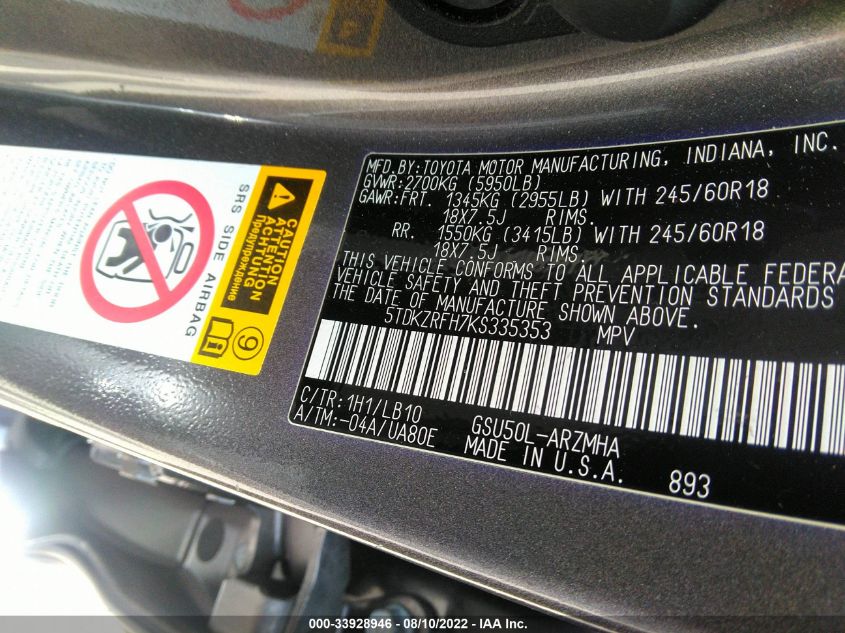 P
SRS SIDE AIRBAG
CAUTION
ATTENTION
ACHTUNG
Предупреждение
9
MFD.BY:TOYOTA MOTOR MANUFACTURING, INDIANA, INC.
GVWR:2700KG (5950LB)
GAWR:FRT. 1345KG (2955LB) WITH 245/60R18
18X7.5J RIMS.
RR. 1550KG (3415LB) WITH 245/60R18
18X7.5J RIMS.
THIS VEHICLE CONFORMS TO ALL APPLICABLE FEDERA
VEHICLE SAFETY AND THEFT PREVENTION STANDARDS
THE DATE OF MANUFACTURE SHOWN ABOVE.
5TDKZRFH7KS335353 MPV
C/TR:1H1/LB10
A/TM:-04A/UA80E
GSU50L-ARZMHA
MADE IN U.S.A.
893
000-33928946 - 08/10/2022 - IAA Inc.